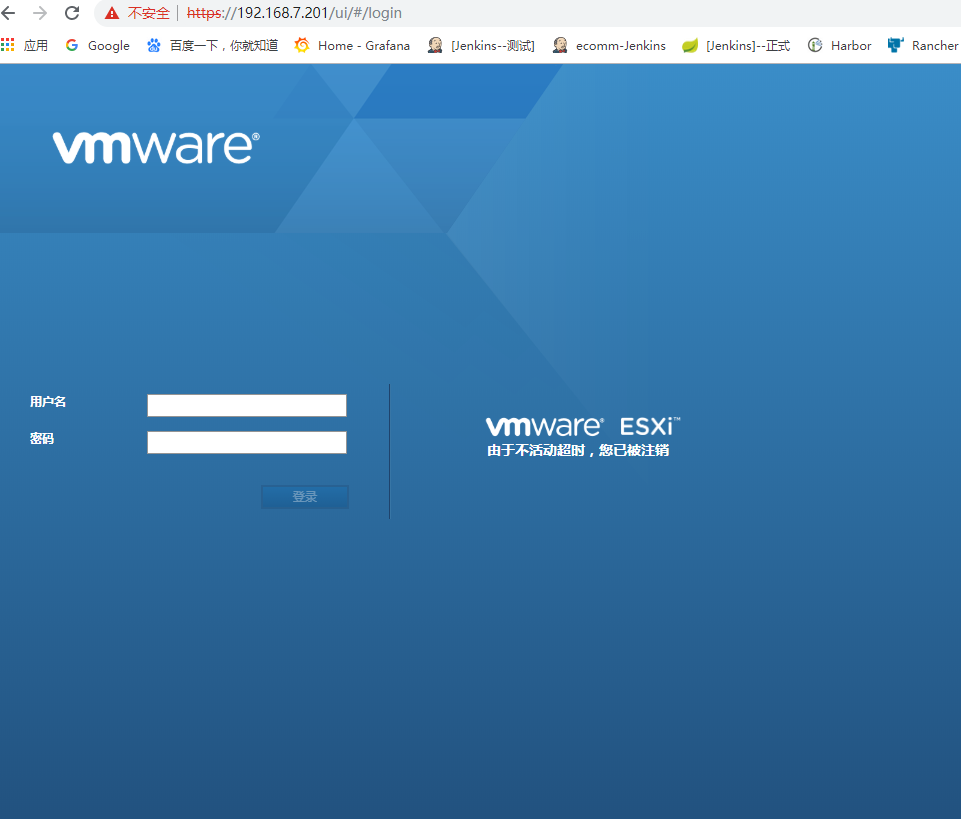 不安全 https://192.168.7.201/ui/#/login
应用 Google 百度一下，你就知道 Home - Grafana [Jenkins--测试] ecomm-Jenkins [Jenkins]--正式 Harbor Rancher
vmware®
用户名
密码
登录
vmware® ESXi™
由于不活动超时，您已被注销